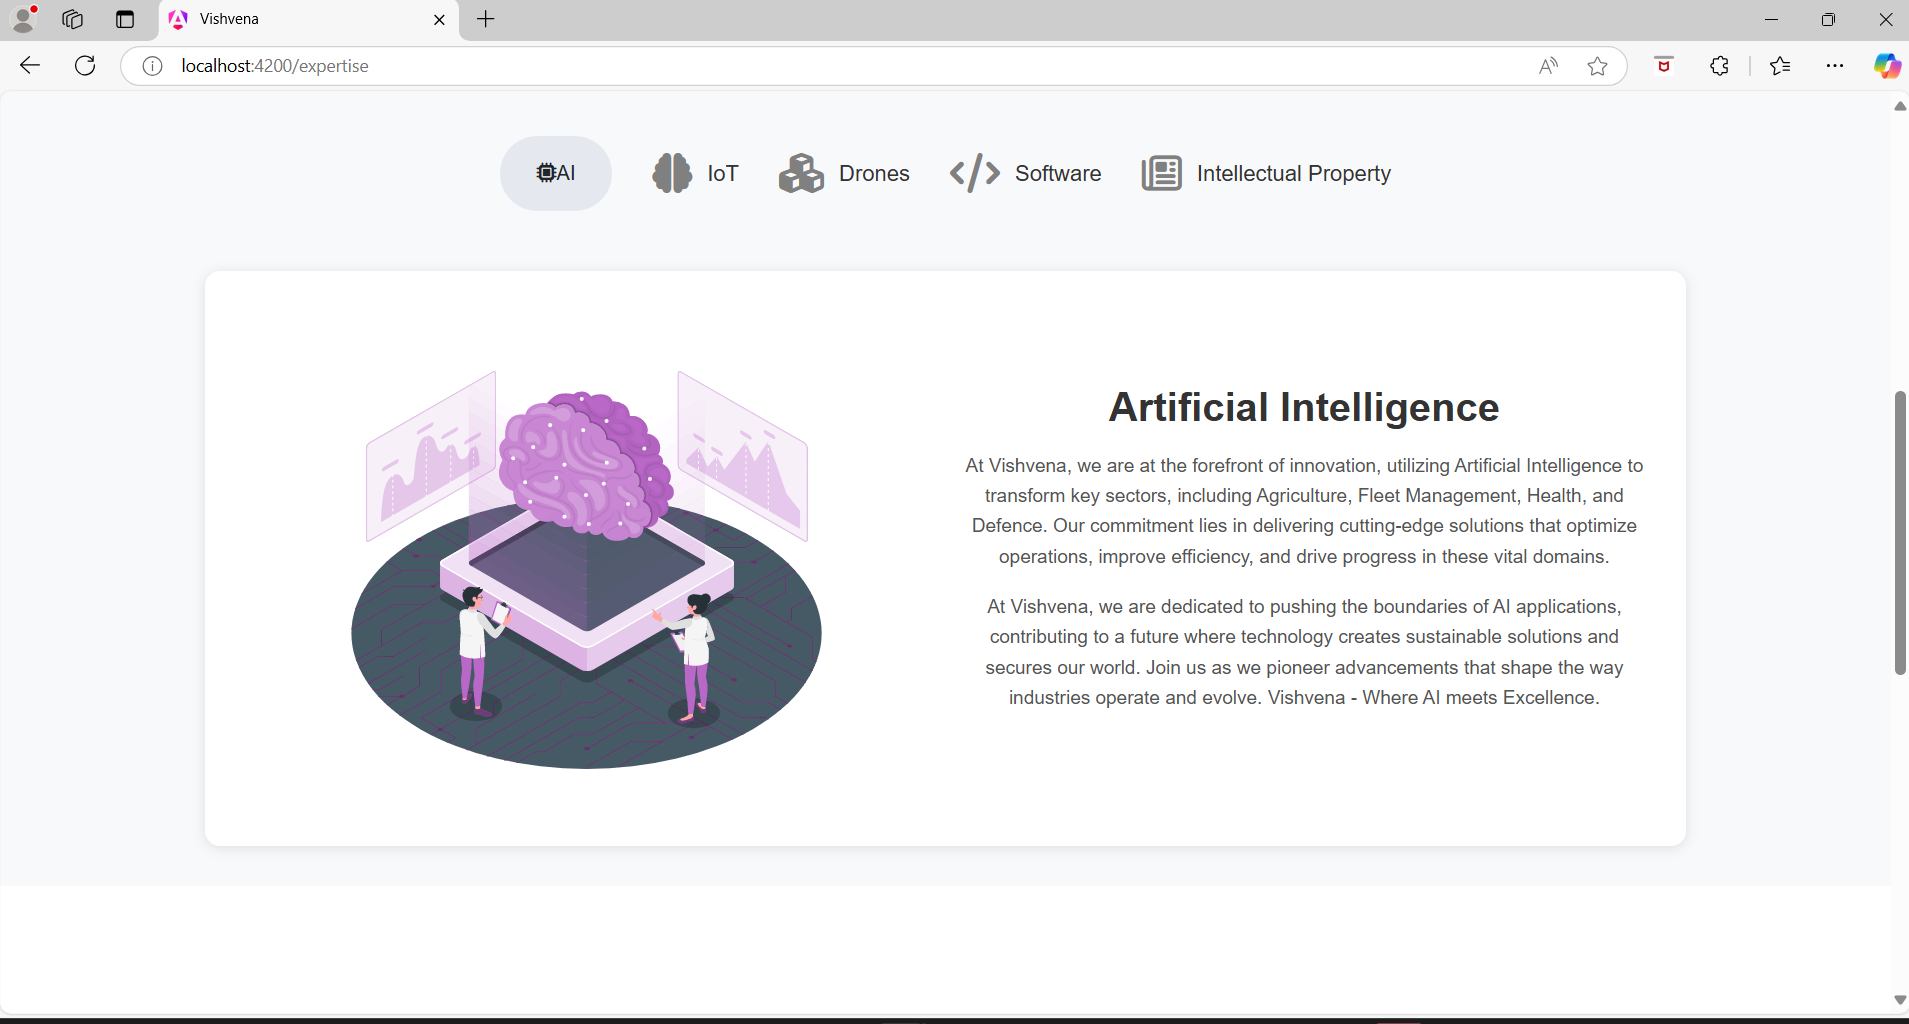 Vishvena
localhost:4200/expertise
AI IoT Drones Software Intellectual Property
Artificial Intelligence
At Vishvena, we are at the forefront of innovation, utilizing Artificial Intelligence to
transform key sectors, including Agriculture, Fleet Management, Health, and
Defence. Our commitment lies in delivering cutting-edge solutions that optimize
operations, improve efficiency, and drive progress in these vital domains.
At Vishvena, we are dedicated to pushing the boundaries of AI applications,
contributing to a future where technology creates sustainable solutions and
secures our world. Join us as we pioneer advancements that shape the way
industries operate and evolve. Vishvena - Where AI meets Excellence.